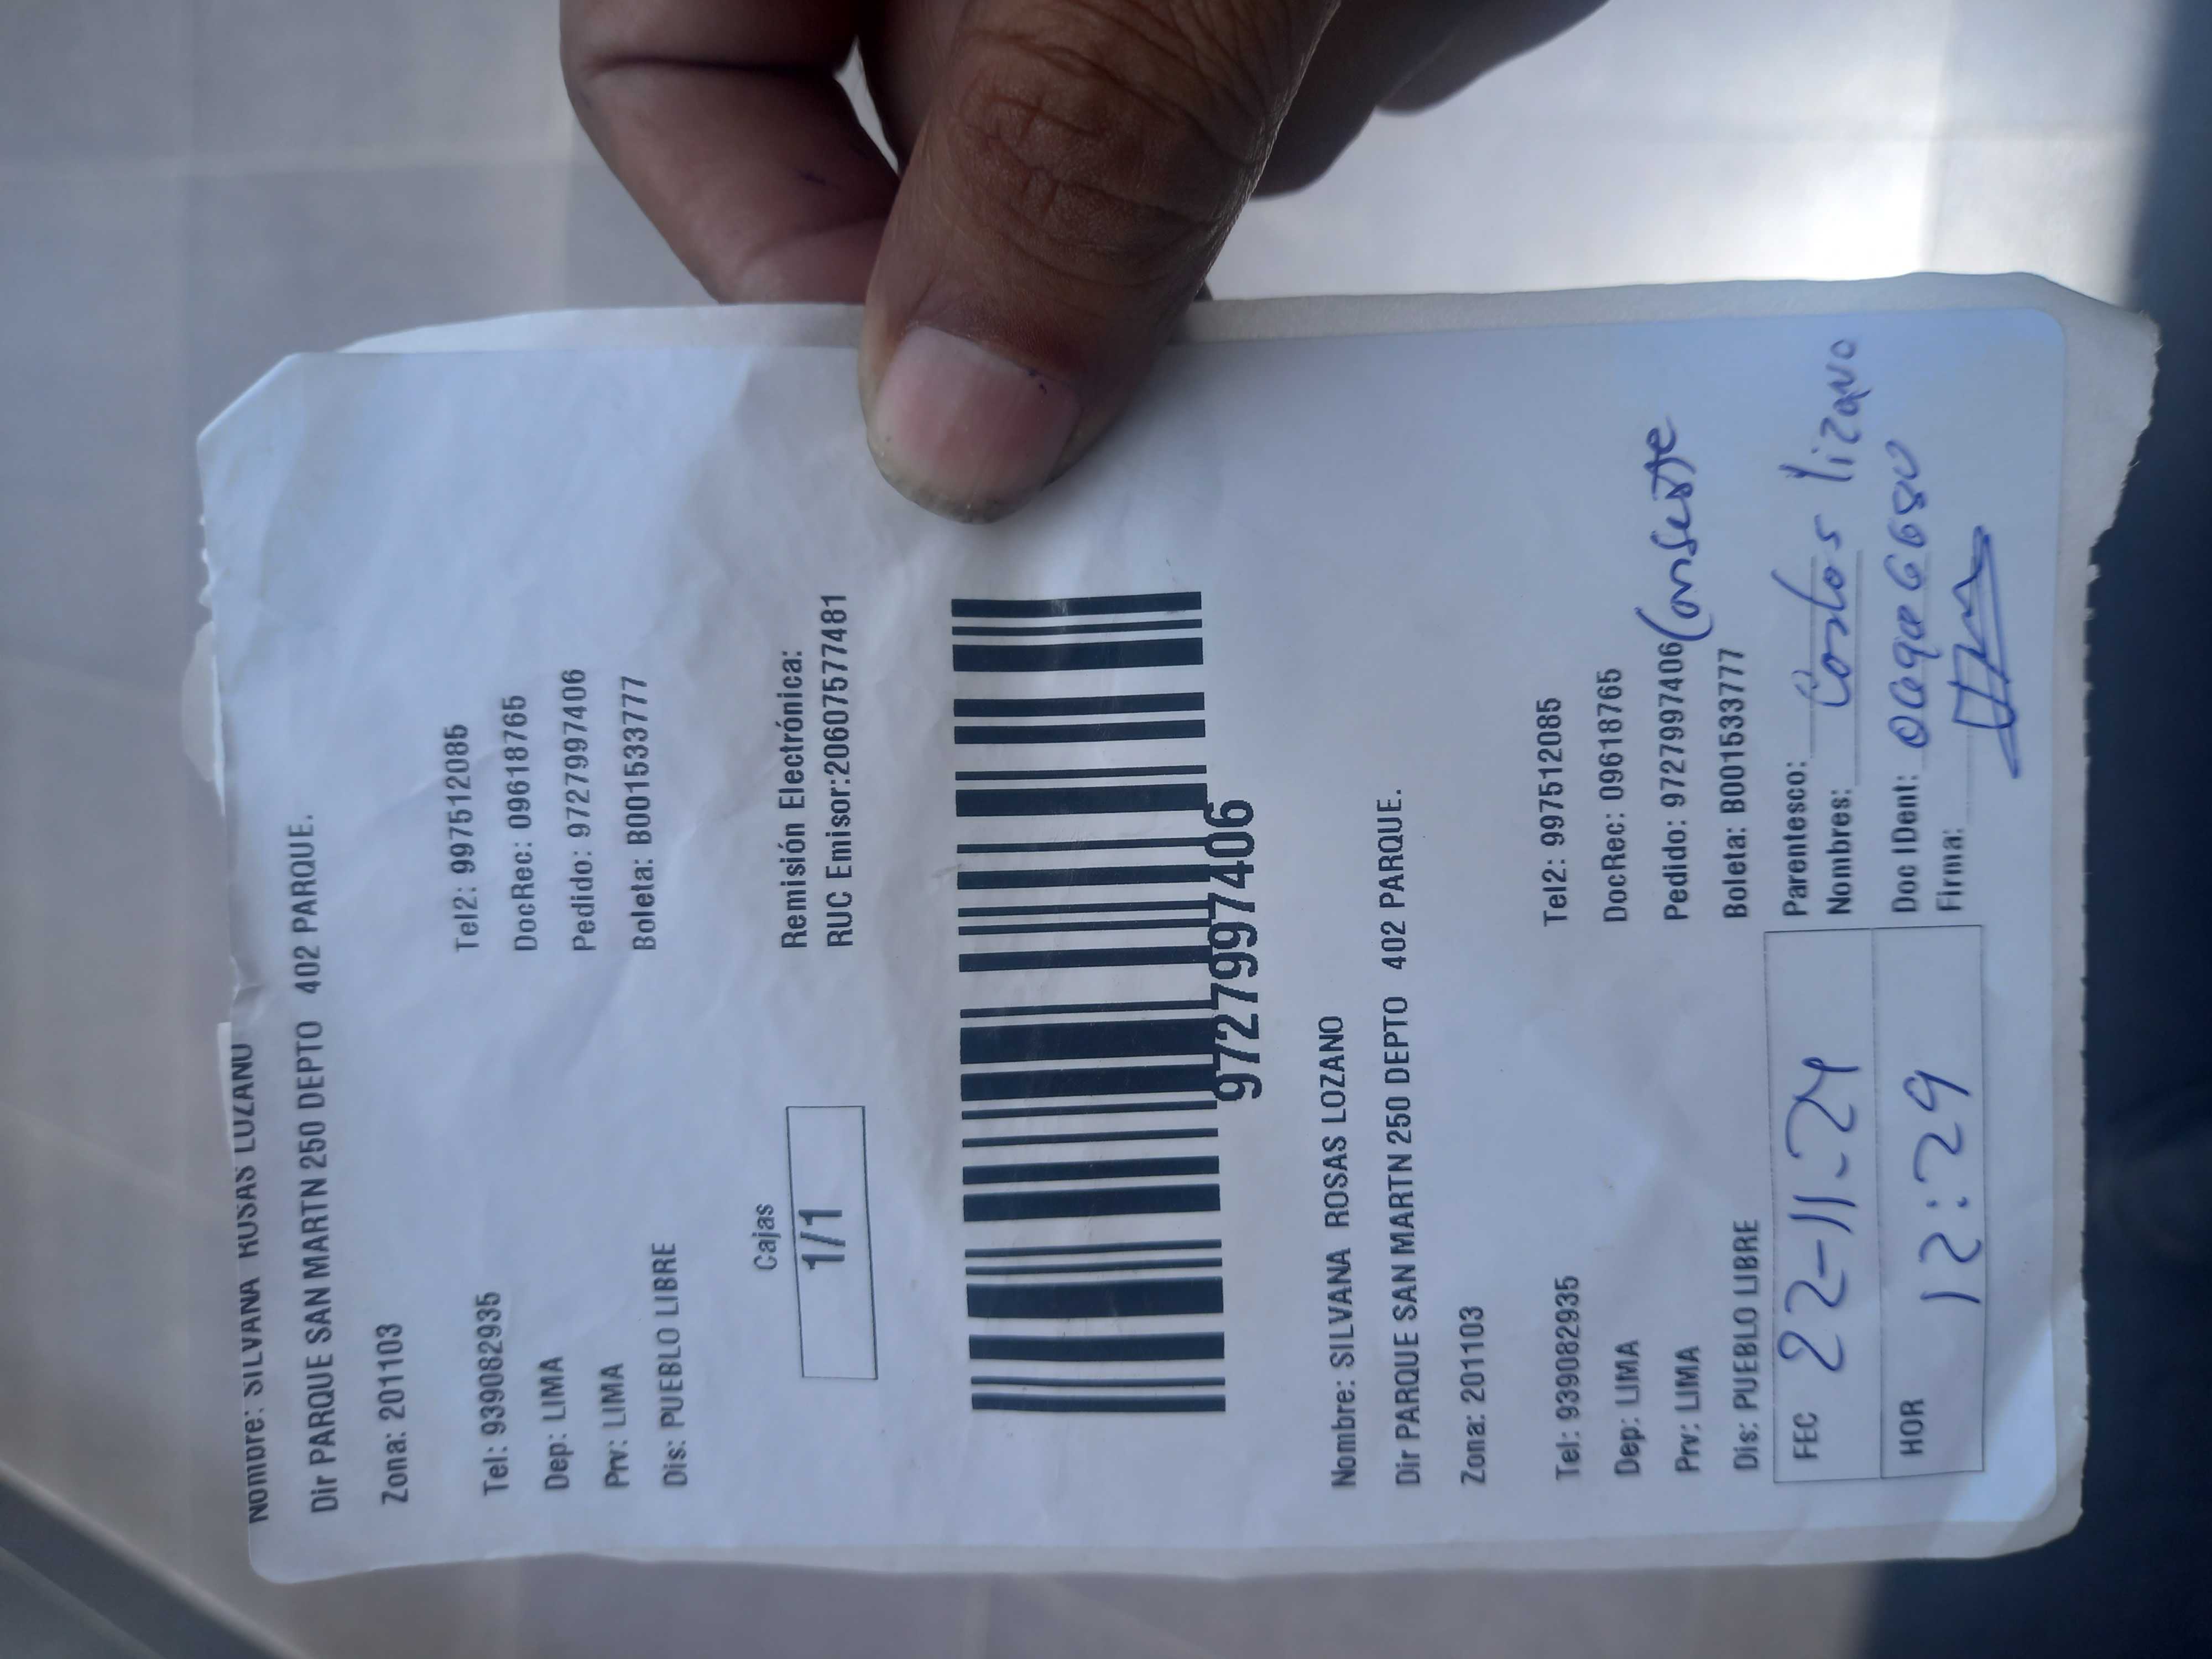 Nombre: SILVANA ROSAS LOZANO
Dir PARQUE SAN MARTN 250 DEPTO 402 PARQUE.
Zona: 201103
Tel: 939082935 Tel2: 997512085
Dep: LIMA DocRec: 09618765
Prv: LIMA Pedido: 9727997406
Dis: PUEBLO LIBRE Boleta: B001533777
Cajas Remisión Electrónica:
1/1 RUC Emisor:20607577481
9727997406
Nombre: SILVANA ROSAS LOZANO
Dir PARQUE SAN MARTN 250 DEPTO 402 PARQUE.
Zona: 201103
Tel: 939082935 Tel2: 997512085
Dep: LIMA DocRec: 09618765
Prv: LIMA Pedido: 9727997406
Dis: PUEBLO LIBRE Boleta: B001533777
FEC 22-11-24 Parentesco:
Nombres: Carlos lizano
HOR 12:29 Doc IDent:
Firma: